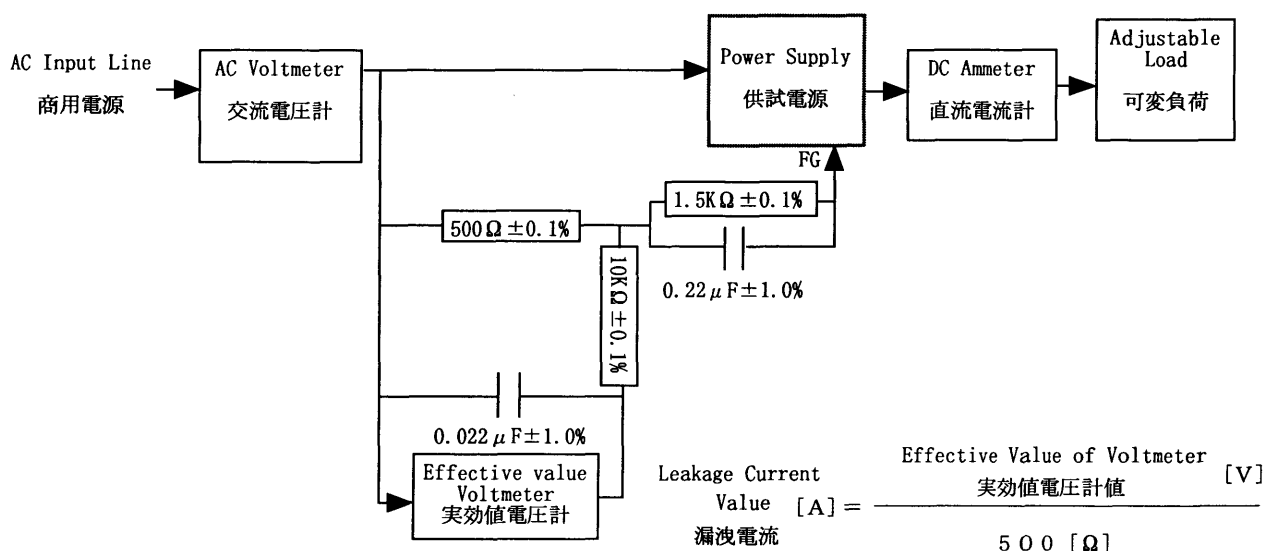 AC Input Line
商用電源
AC Voltmeter
交流電圧計
Power Supply
供試電源
DC Ammeter
直流電流計
Adjustable
Load
可変負荷
FG
500Ω±0.1%
1.5KΩ±0.1%
0.22μF±1.0%
10KΩ±0.1%
0.022μF±1.0%
Effective value
Voltmeter
実効値電圧計
Leakage Current
Value [A] =
漏洩電流
Effective Value of Voltmeter
実効値電圧計値 [V]
500 [Ω]